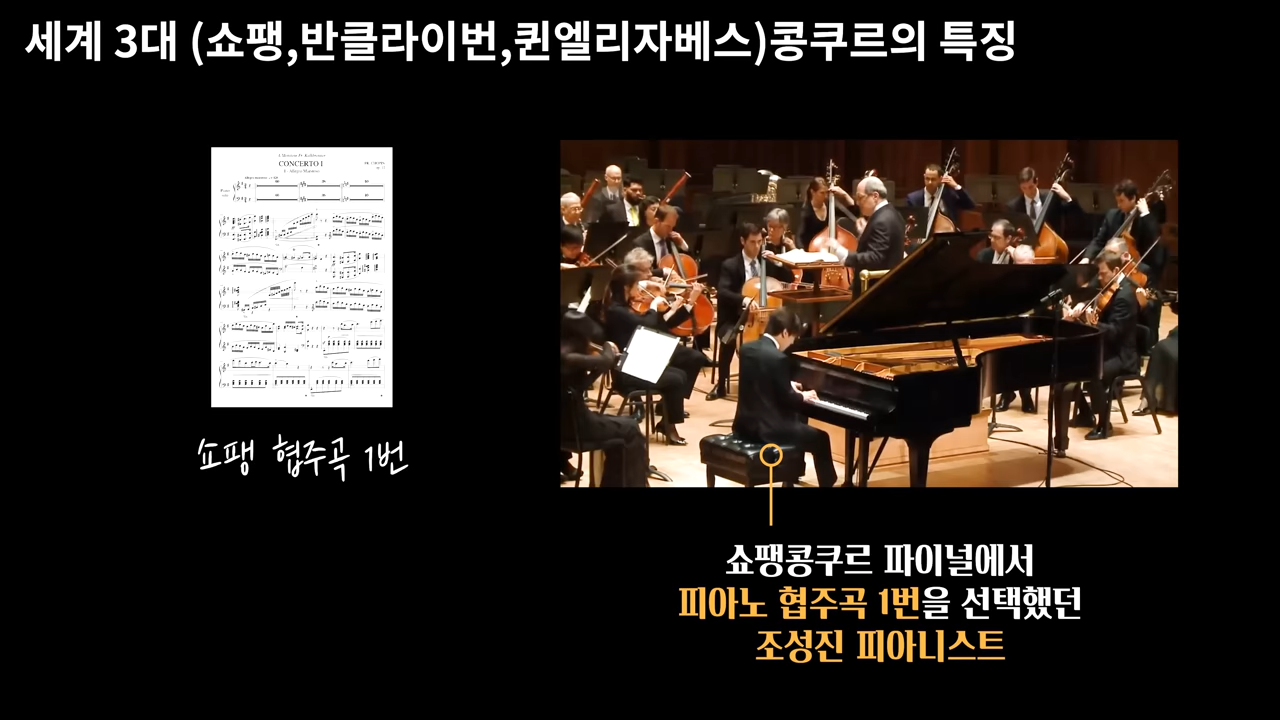 세계 3대 (쇼팽,반클라이번,퀸엘리자베스)콩쿠르의 특징
CONCERTO I
쇼팽 협주곡 1번
쇼팽콩쿠르 파이널에서
피아노 협주곡 1번을 선택했던
조성진 피아니스트